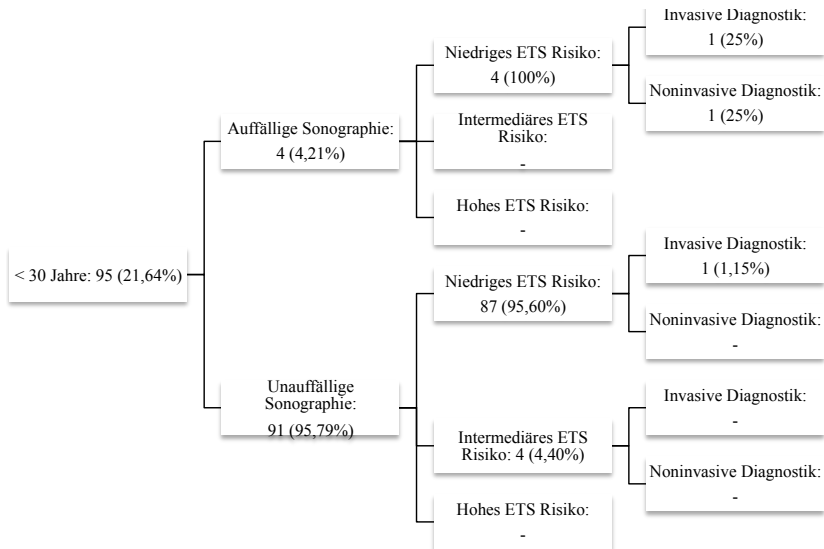 < 30 Jahre: 95 (21,64%)
Auffällige Sonographie:
4 (4,21%)
Niedriges ETS Risiko:
4 (100%)
Invasive Diagnostik:
1 (25%)
Noninvasive Diagnostik:
1 (25%)
Intermediäres ETS
Risiko:
-
Hohes ETS Risiko:
-
Unauffällige
Sonographie:
91 (95,79%)
Niedriges ETS Risiko:
87 (95,60%)
Invasive Diagnostik:
1 (1,15%)
Noninvasive Diagnostik:
-
Intermediäres ETS
Risiko: 4 (4,40%)
Invasive Diagnostik:
-
Noninvasive Diagnostik:
-
Hohes ETS Risiko:
-